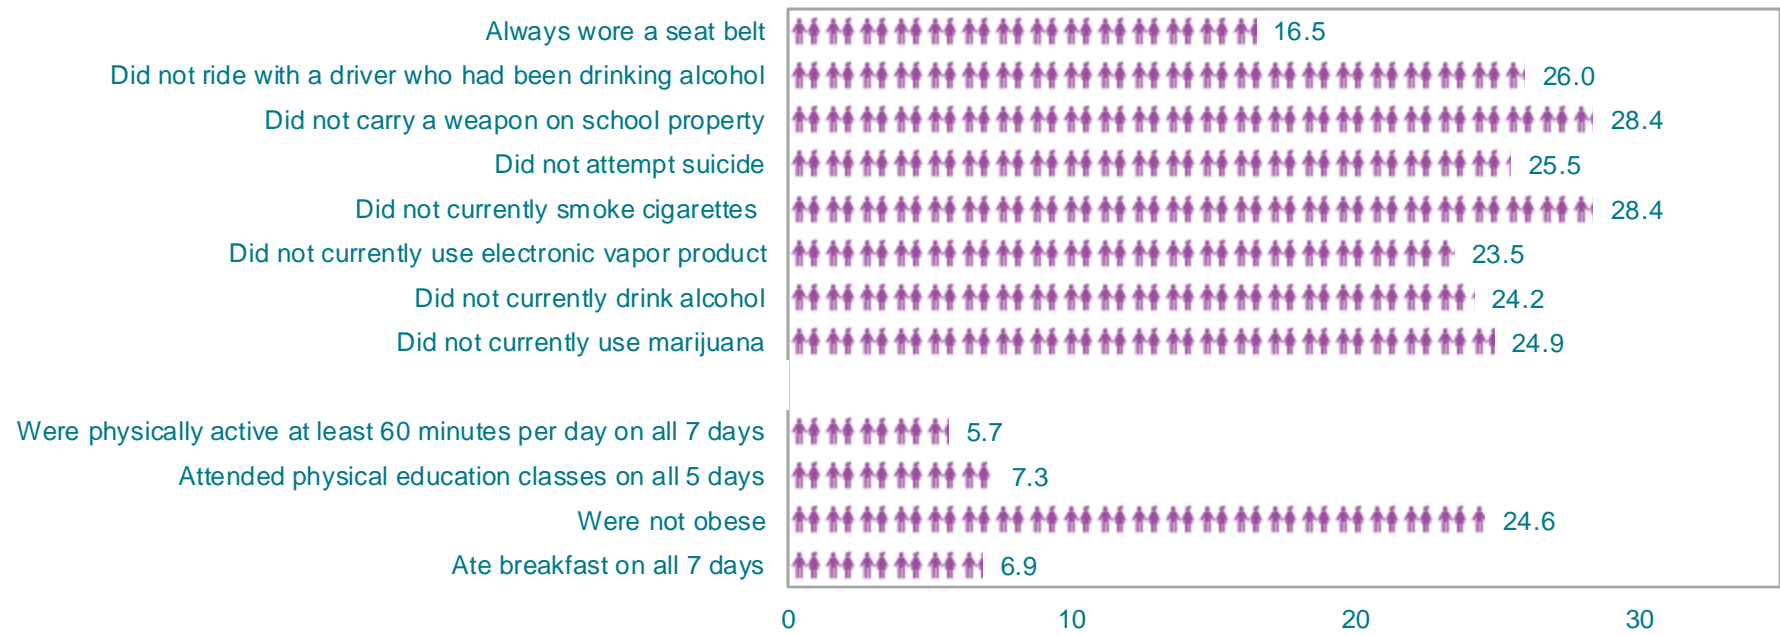 Always wore a seat belt 16.5
Did not ride with a driver who had been drinking alcohol 26.0
Did not carry a weapon on school property 28.4
Did not attempt suicide 25.5
Did not currently smoke cigarettes 28.4
Did not currently use electronic vapor product 23.5
Did not currently drink alcohol 24.2
Did not currently use marijuana 24.9
Were physically active at least 60 minutes per day on all 7 days 5.7
Attended physical education classes on all 5 days 7.3
Were not obese 24.6
Ate breakfast on all 7 days 6.9
0 10 20 30